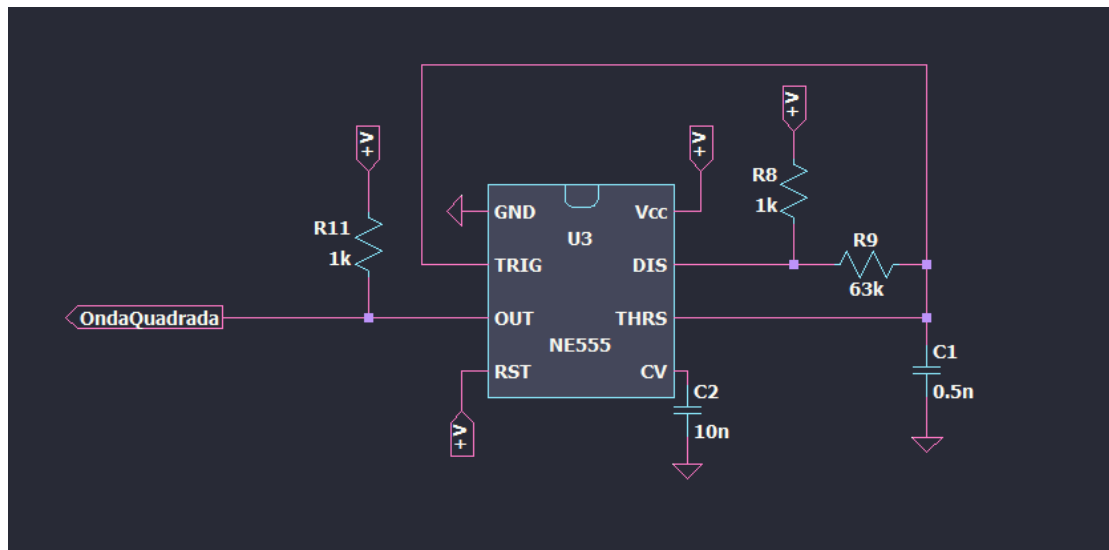 +V
+V
+V
R8
1k
R11
1k
GND
Vcc
U3
R9
63k
TRIG
DIS
OndaQuadrada
OUT
THRS
NE555
C1
0.5n
RST
CV
C2
10n
+V